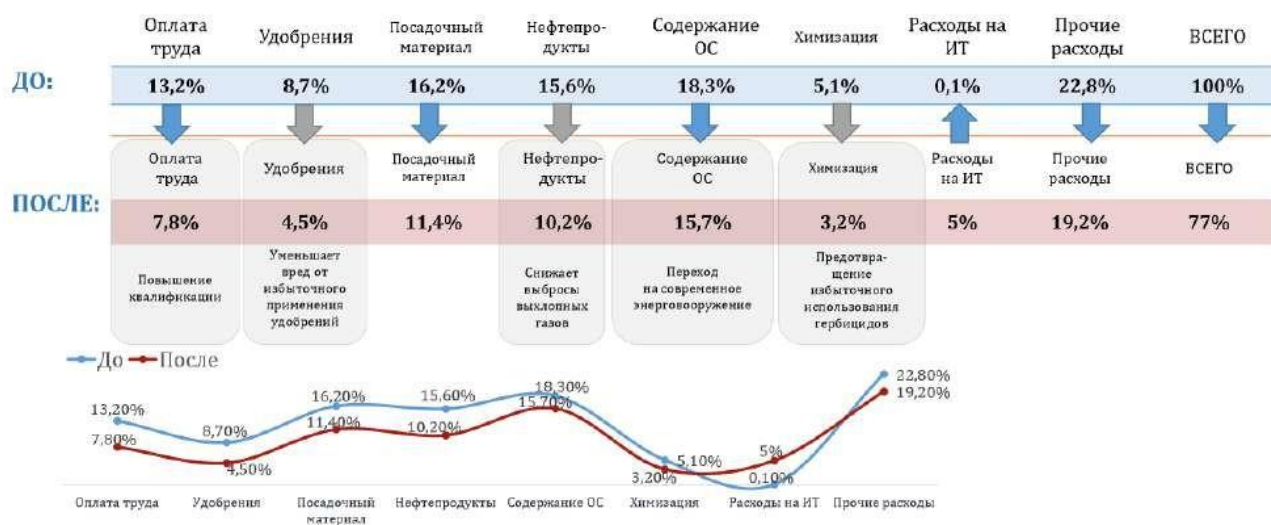 Оплата
труда
Удобрения
Посадочный
материал
Нефтепро-
дукты
Содержание
ОС
Химизация
Расходы на
ИТ
Прочие
расходы
ВСЕГО
ДО:
13,2% 8,7% 16,2% 15,6% 18,3% 5,1% 0,1% 22,8% 100%
Оплата
труда
Удобрения
Посадочный
материал
Нефтепро-
дукты
Содержание
ОС
Химизация
Расходы
на ИТ
Прочие
расходы
ВСЕГО
ПОСЛЕ:
7,8% 4,5% 11,4% 10,2% 15,7% 3,2% 5% 19,2% 77%
Повышение
квалификации
Уменьшает
вред от
избыточного
применения
удобрений
Снижает
выбросы
выхлопных
газов
Переход
на современное
энерговооружение
Предотвра-
щение
избыточного
использования
гербицидов
До После
13,20% 8,70% 16,20% 15,60% 18,30% 5,10% 0,10% 22,80%
7,80% 4,50% 11,40% 10,20% 15,70% 3,20% 5% 19,20%
Оплата труда
Удобрения
Посадочный
материал
Нефтепродукты
Содержание ОС
Химизация
Расходы на ИТ
Прочие расходы